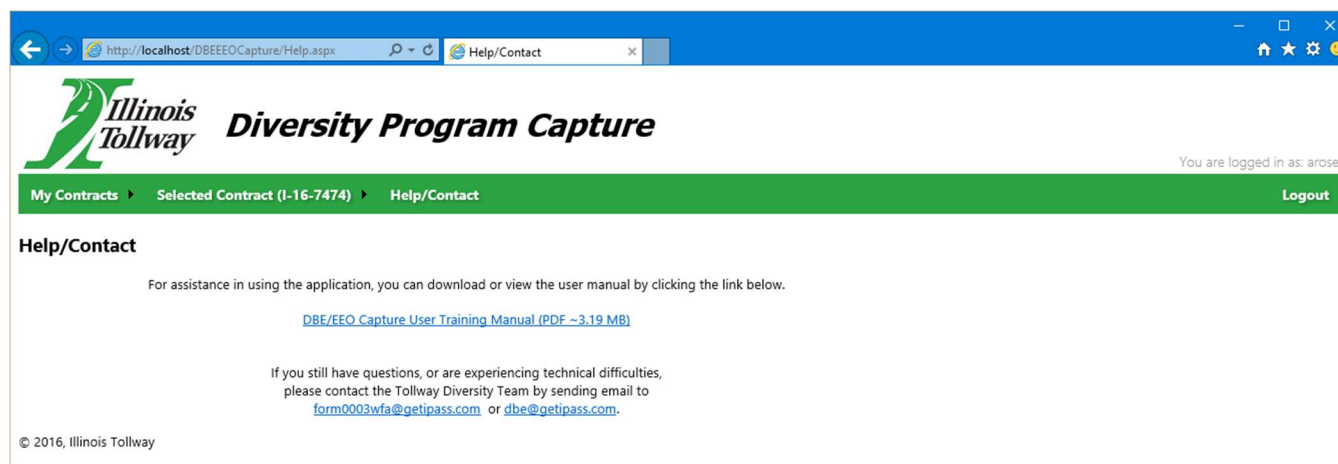 http://localhost/DBEEEOCapture/Help.aspx
Help/Contact
Illinois
Tollway
Diversity Program Capture
You are logged in as: arose
My Contracts Selected Contract (I-16-7474) Help/Contact Logout
Help/Contact
For assistance in using the application, you can download or view the user manual by clicking the link below.
DBE/EEO Capture User Training Manual (PDF ~3.19 MB)
If you still have questions, or are experiencing technical difficulties,
please contact the Tollway Diversity Team by sending email to
form0003wfa@getipass.com or dbe@getipass.com.
© 2016, Illinois Tollway